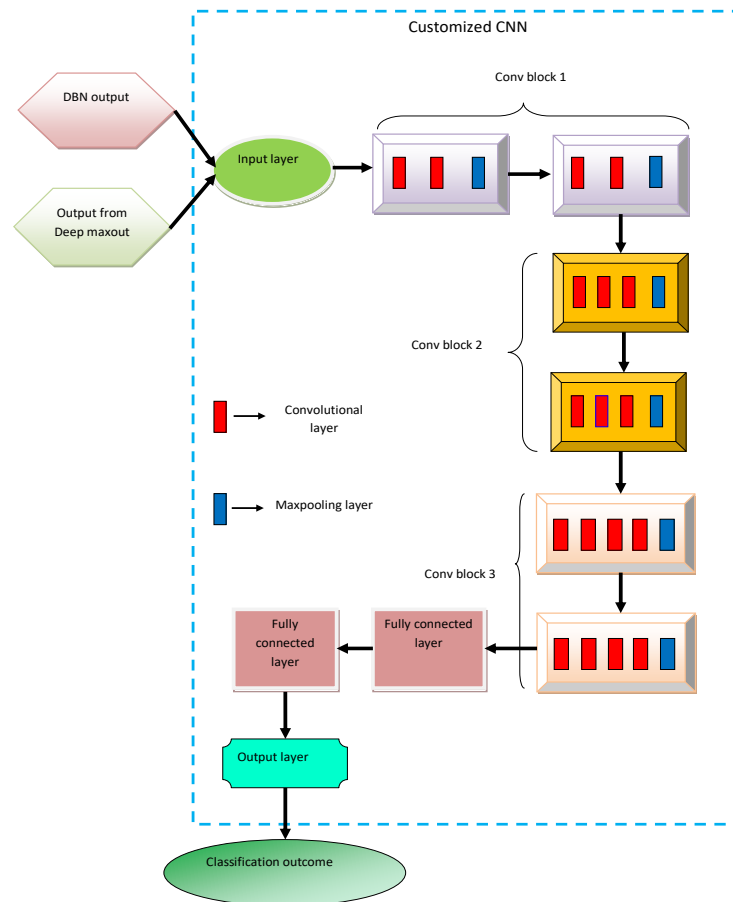 Customized CNN
Conv block 1
DBN output
Input layer
Output from
Deep maxout
Conv block 2
Convolutional
layer
Maxpooling layer
Conv block 3
Fully
connected
layer
Fully connected
layer
Output layer
Classification outcome